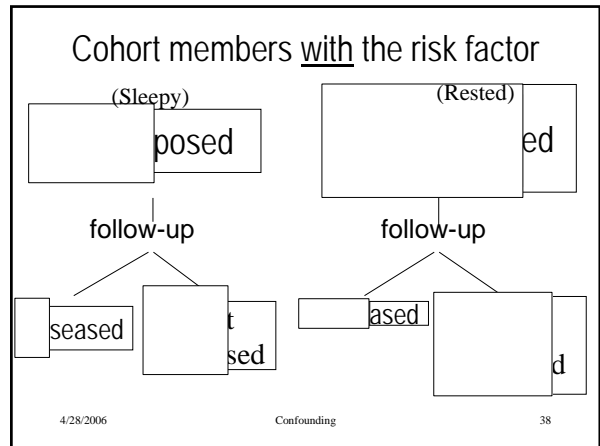 Cohort members with the risk factor
(Sleepy) (Rested)
posed ed
follow-up follow-up
seased t ased
sed d
4/28/2006 Confounding 38